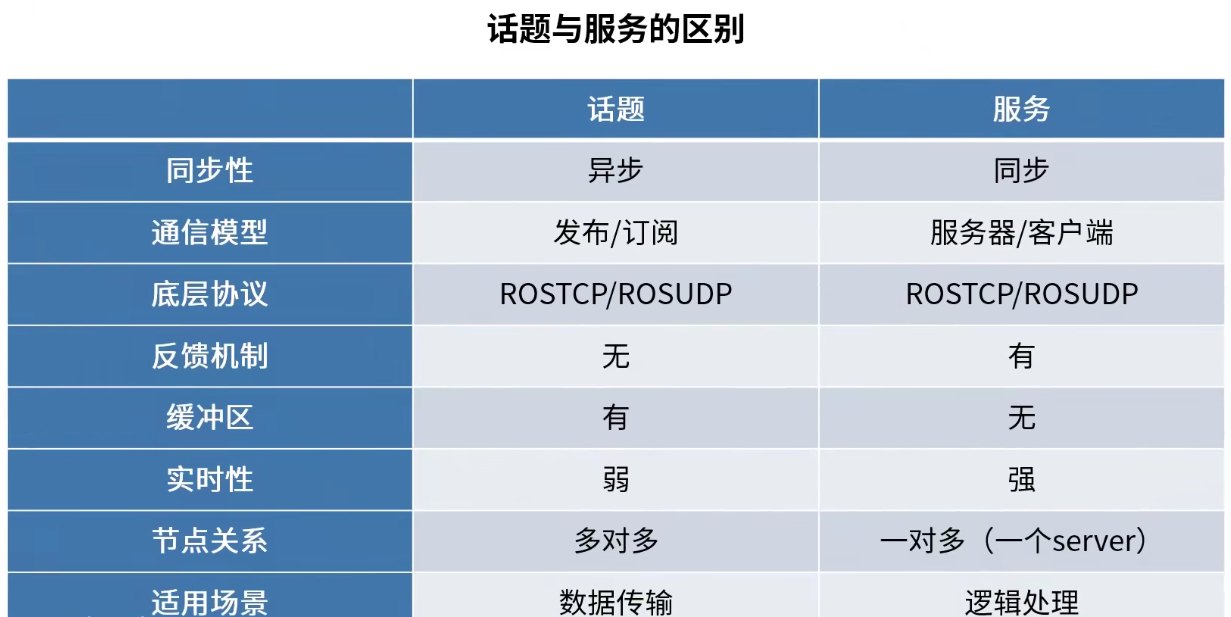 话题与服务的区别
话题 服务
同步性 异步 同步
通信模型 发布/订阅 服务器/客户端
底层协议 ROSTCP/ROSUDP ROSTCP/ROSUDP
反馈机制 无 有
缓冲区 有 无
实时性 弱 强
节点关系 多对多 一对多（一个server）
适用场景 数据传输 逻辑处理